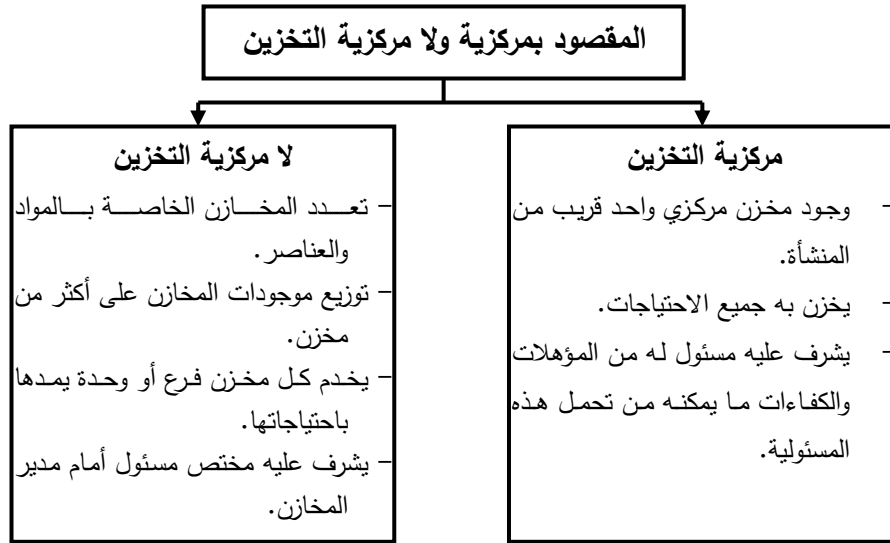 المقصود بمركزية ولا مركزية التخزين
مركزية التخزين
- وجود مخزن مركزي واحد قريب من
المنشأة.
- يخزن به جميع الاحتياجات.
- يشرف عليه مسئول له من المؤهلات
والكفاءات ما يمكنه من تحمل هذه
المسئولية.
لا مركزية التخزين
- تعدد المخازن الخاصة بالمواد
والعناصر.
- توزيع موجودات المخازن على أكثر من
مخزن.
- يخدم كل مخزن فرع أو وحدة يمدها
باحتياجاتها.
- يشرف عليه مختص مسئول أمام مدير
المخازن.